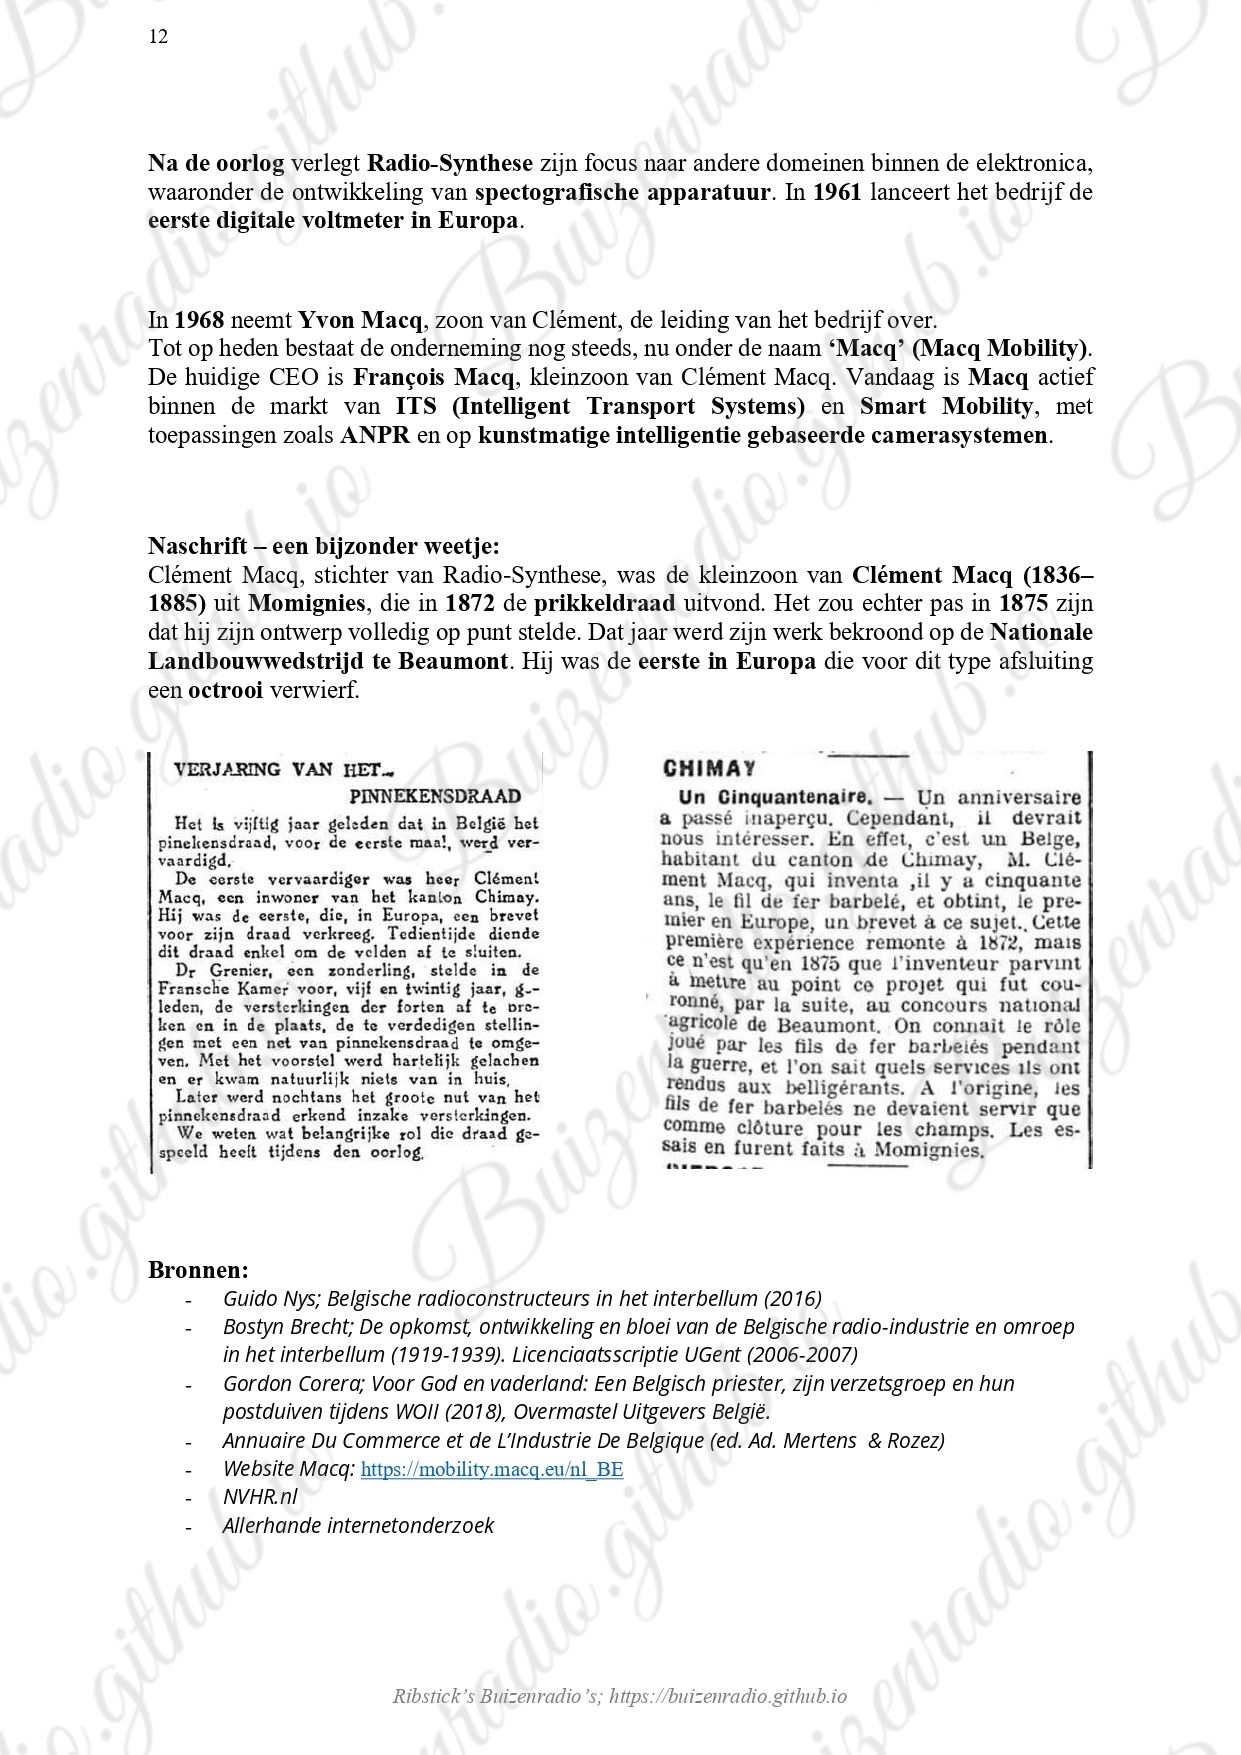 12
Na de oorlog verlegt Radio-Synthese zijn focus naar andere domeinen binnen de elektronica,
waaronder de ontwikkeling van spectografische apparatuur. In 1961 lanceert het bedrijf de
eerste digitale voltmeter in Europa.
In 1968 neemt Yvon Macq, zoon van Clément, de leiding van het bedrijf over.
Tot op heden bestaat de onderneming nog steeds, nu onder de naam ‘Macq’ (Macq Mobility).
De huidige CEO is François Macq, kleinzoon van Clément Macq. Vandaag is Macq actief
binnen de markt van ITS (Intelligent Transport Systems) en Smart Mobility, met
toepassingen zoals ANPR en op kunstmatige intelligentie gebaseerde camerasystemen.
Naschrift – een bijzonder weetje:
Clément Macq, stichter van Radio-Synthese, was de kleinzoon van Clément Macq (1836–
1885) uit Momignies, die in 1872 de prikkeldraad uitvond. Het zou echter pas in 1875 zijn
dat hij zijn ontwerp volledig op punt stelde. Dat jaar werd zijn werk bekroond op de Nationale
Landbouwwedstrijd te Beaumont. Hij was de eerste in Europa die voor dit type afsluiting
een octrooi verwierf.
VERJARING VAN HET...
PINNEKENSDRAAD
Het is vijftig jaar geleden dat in België het
pinekensdraad, voor de eerste maal, werd ver-
vaardigd.
De eerste vervaardiger was heer Clément
Macq, een inwoner van het kanton Chimay.
Hij was de eerste, die, in Europa, een brevet
voor zijn draad verkreeg. Tedientijde diende
dit draad enkel om de velden af te sluiten.
Dr Grenier, een zonderling, stelde in de
Fransche Kamer voor, vijf en twintig jaar, g--
leden, de versterkingen der forten af te bre-
ken en in de plaats, de te verdedigen stellin-
gen met een net van pinnekensdraad te omge-
ven. Met het voorstel werd hartelijk gelachen
en er kwam natuurlijk niets van in huis.
Later werd nochtans het groote nut van het
pinnekensdraad erkend inzake versterkingen.
We weten wat belangrijke rol die draad ge-
speeld heeft tijdens den oorlog.
CHIMAY
Un Cinquantenaire. — Un anniversaire
a passé inaperçu. Cependant, il devrait
nous intéresser. En effet, c'est un Belge,
habitant du canton de Chimay, M. Clé-
ment Macq, qui inventa ,il y a cinquante
ans, le fil de fer barbelé, et obtint, le pre-
mier en Europe, un brevet à ce sujet. Cette
première expérience remonte à 1872, mais
ce n'est qu'en 1875 que l'inventeur parvint
à mettre au point ce projet qui fut cou-
ronné, par la suite, au concours national
agricole de Beaumont. On connait le rôle
joué par les fils de fer barbelés pendant
la guerre, et l'on sait quels services ils ont
rendus aux belligérants. A l'origine, les
fils de fer barbelés ne devaient servir que
comme clôture pour les champs. Les es-
sais en furent faits à Momignies.
Bronnen:
- Guido Nys; Belgische radioconstructeurs in het interbellum (2016)
- Bostyn Brecht; De opkomst, ontwikkeling en bloei van de Belgische radio-industrie en omroep
in het interbellum (1919-1939). Licenciaatsscriptie UGent (2006-2007)
- Gordon Corera; Voor God en vaderland: Een Belgisch priester, zijn verzetsgroep en hun
postduiven tijdens WOII (2018), Overmastel Uitgevers België.
- Annuaire Du Commerce et de L’Industrie De Belgique (ed. Ad. Mertens & Rozez)
- Website Macq: https://mobility.macq.eu/nl_BE
- NVHR.nl
- Allerhande internetonderzoek
Ribstick’s Buizenradio’s; https://buizenradio.github.io